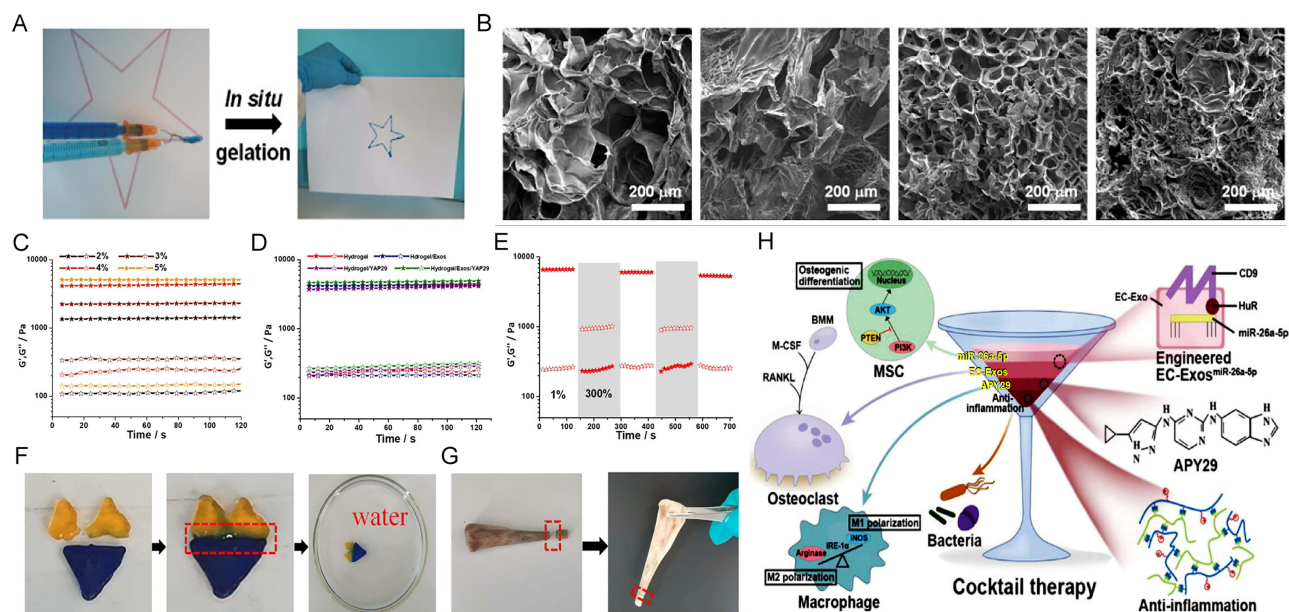 A
In situ
gelation
B
200 μm
200 μm
200 μm
200 μm
C
2%
3%
4%
5%
G',G'' / Pa
10000
1000
100
0
20
40
60
80
100
120
Time / s
D
Hydrogel
Hdrogel/Exos
Hydrogel/YAP29
Hydrogel/Exos/YAP29
G',G'' / Pa
10000
1000
100
0
20
40
60
80
100
120
Time / s
E
G',G'' / Pa
10000
1000
100
1%
300%
0
100
200
300
400
500
600
700
Time / s
F
water
G
H
Osteogenic
differentiation
Nucleus
AKT
PTEN
PI3K
MSC
BMM
M-CSF
RANKL
Osteoclast
M1 polarization
iNOS
IRE-1α
Arginase
M2 polarization
Macrophage
Bacteria
miR-26a-5p
EC-Exos
APY29
Anti-
inflammation
Cocktail therapy
EC-Exo
CD9
HuR
miR-26a-5p
Engineered
EC-ExosmiR-26a-5p
H
N
N
N
H
N
N
N
H
H
N
N
APY29
Anti-inflammation